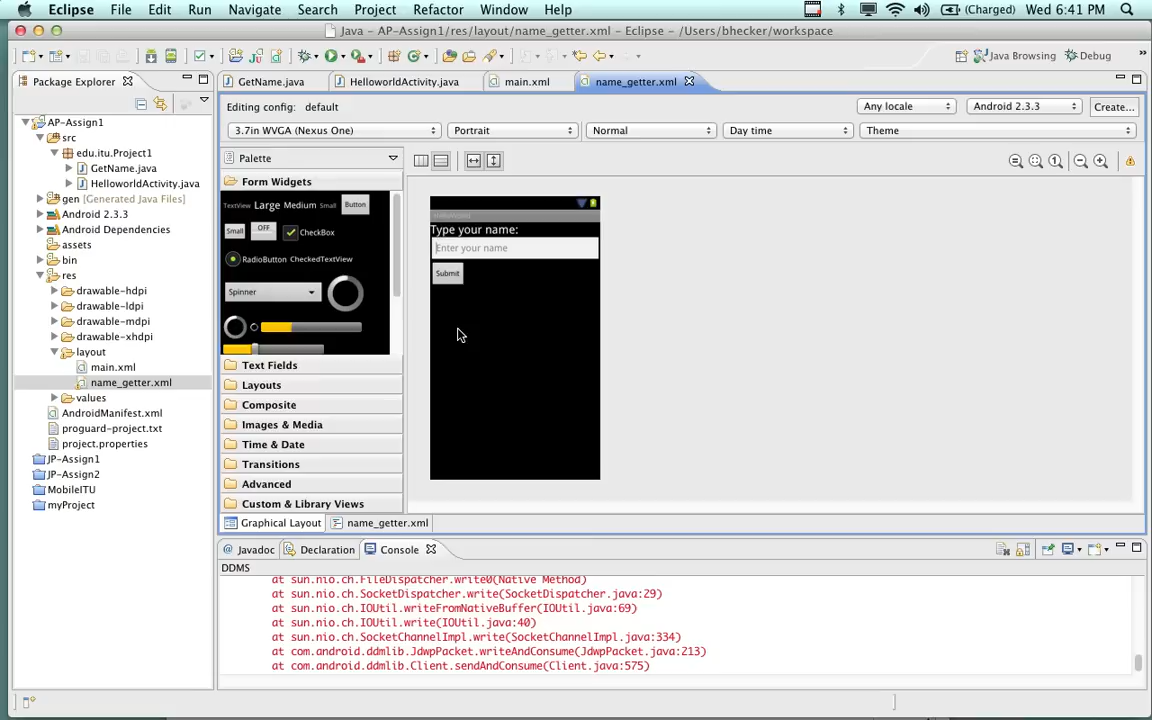 Eclipse File Edit Run Navigate Search Project Refactor Window Help (Charged) Wed 6:41 PM
Java – AP-Assign1/res/layout/name_getter.xml – Eclipse – /Users/bhecker/workspace
Java Browsing Debug
Package Explorer
GetName.java HelloworldActivity.java main.xml name_getter.xml
Editing config: default Any locale Android 2.3.3 Create...
3.7in WVGA (Nexus One) Portrait Normal Day time Theme
AP-Assign1
src
edu.itu.Project1
GetName.java
HelloworldActivity.java
gen [Generated Java Files]
Android 2.3.3
Android Dependencies
assets
bin
res
drawable-hdpi
drawable-ldpi
drawable-mdpi
drawable-xhdpi
layout
main.xml
name_getter.xml
values
AndroidManifest.xml
proguard-project.txt
project.properties
JP-Assign1
JP-Assign2
MobileITU
myProject
Palette
Form Widgets
TextView Large Medium Small Button
Small OFF CheckBox
RadioButton CheckedTextView
Spinner
Text Fields
Layouts
Composite
Images & Media
Time & Date
Transitions
Advanced
Custom & Library Views
Type your name:
Enter your name
Submit
Graphical Layout name_getter.xml
Javadoc Declaration Console
DDMS
at sun.nio.ch.FileDispatcher.write0(Native Method)
at sun.nio.ch.SocketDispatcher.write(SocketDispatcher.java:29)
at sun.nio.ch.IOUtil.writeFromNativeBuffer(IOUtil.java:69)
at sun.nio.ch.IOUtil.write(IOUtil.java:40)
at sun.nio.ch.SocketChannelImpl.write(SocketChannelImpl.java:334)
at com.android.ddmlib.JdwpPacket.writeAndConsume(JdwpPacket.java:213)
at com.android.ddmlib.Client.sendAndConsume(Client.java:575)